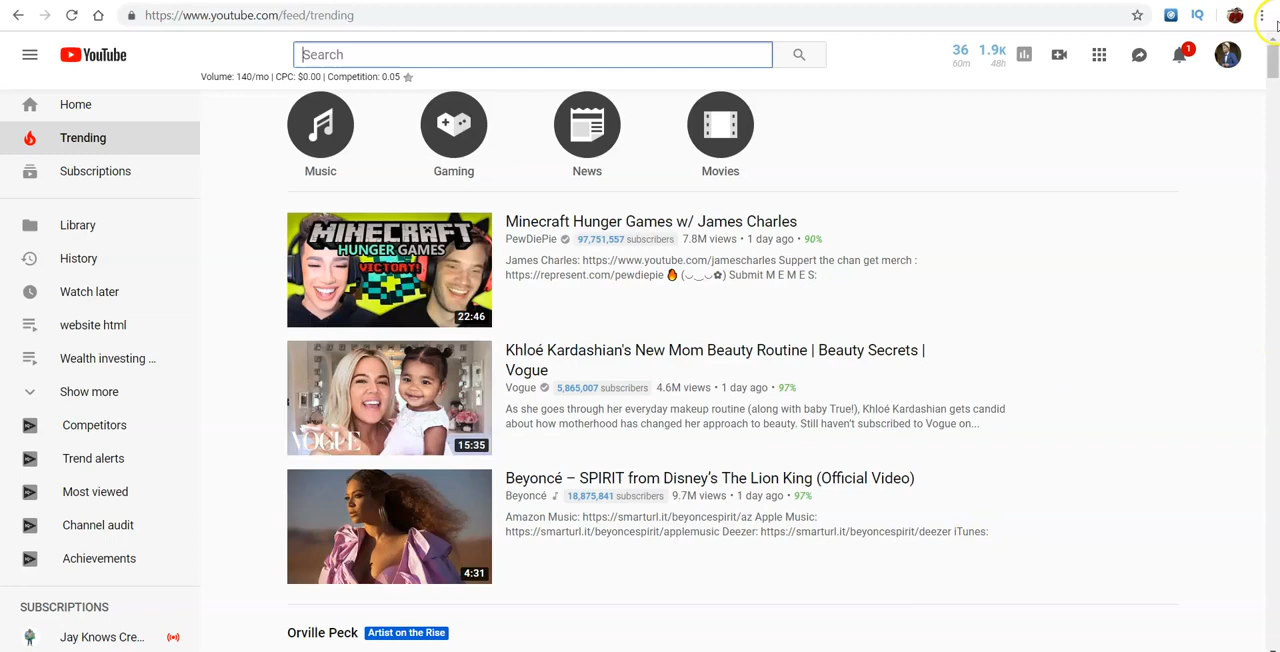 https://www.youtube.com/feed/trending
IQ
YouTube
Search
36 1.9K
60m 48h
1
Volume: 140/mo | CPC: $0.00 | Competition: 0.05
Home
Trending
Subscriptions
Library
History
Watch later
website html
Wealth investing ...
Show more
Competitors
Trend alerts
Most viewed
Channel audit
Achievements
SUBSCRIPTIONS
Jay Knows Cre...
Music
Gaming
News
Movies
MINECRAFT
HUNGER GAMES
VICTORY!
22:46
Minecraft Hunger Games w/ James Charles
PewDiePie 97,751,557 subscribers 7.8M views • 1 day ago • 90%
James Charles: https://www.youtube.com/jamescharles Suppert the chan get merch :
https://represent.com/pewdiepie 🔥 (◡‿◡✿) Submit M E M E S:
VOGUE
15:35
Khloé Kardashian's New Mom Beauty Routine | Beauty Secrets |
Vogue
Vogue 5,865,007 subscribers 4.6M views • 1 day ago • 97%
As she goes through her everyday makeup routine (along with baby True!), Khloé Kardashian gets candid
about how motherhood has changed her approach to beauty. Still haven't subscribed to Vogue on...
4:31
Beyoncé – SPIRIT from Disney's The Lion King (Official Video)
Beyoncé ♪ 18,875,841 subscribers 9.7M views • 1 day ago • 97%
Amazon Music: https://smarturl.it/beyoncespirit/az Apple Music:
https://smarturl.it/beyoncespirit/applemusic Deezer: https://smarturl.it/beyoncespirit/deezer iTunes:
Orville Peck Artist on the Rise